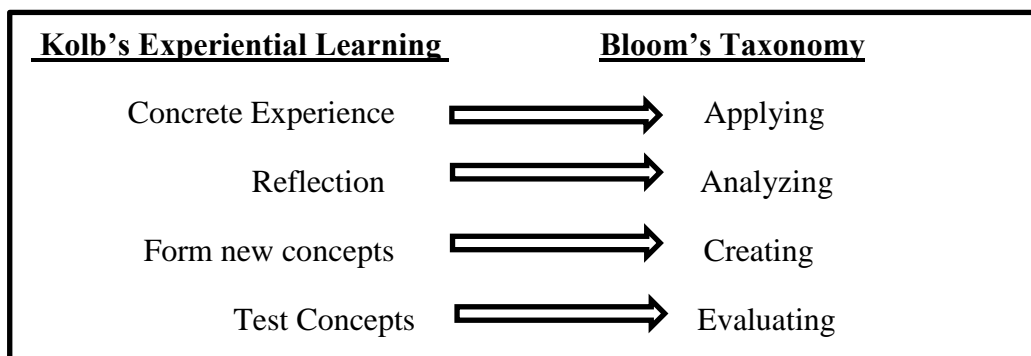 Kolb’s Experiential Learning Bloom’s Taxonomy
Concrete Experience Applying
Reflection Analyzing
Form new concepts Creating
Test Concepts Evaluating